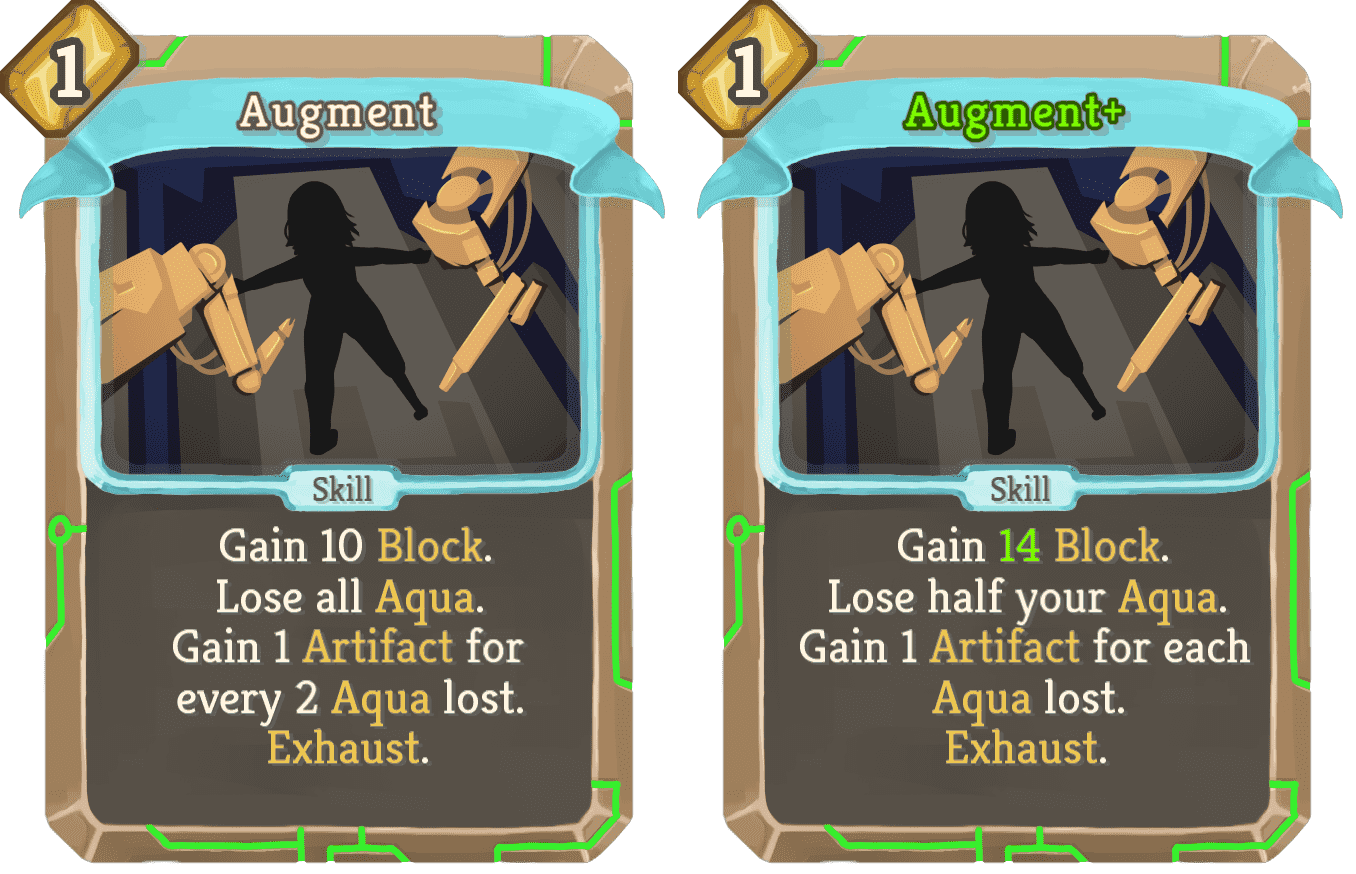 1
Augment
Skill
Gain 10 Block.
Lose all Aqua.
Gain 1 Artifact for
every 2 Aqua lost.
Exhaust.
1
Augment+
Skill
Gain 14 Block.
Lose half your Aqua.
Gain 1 Artifact for each
Aqua lost.
Exhaust.